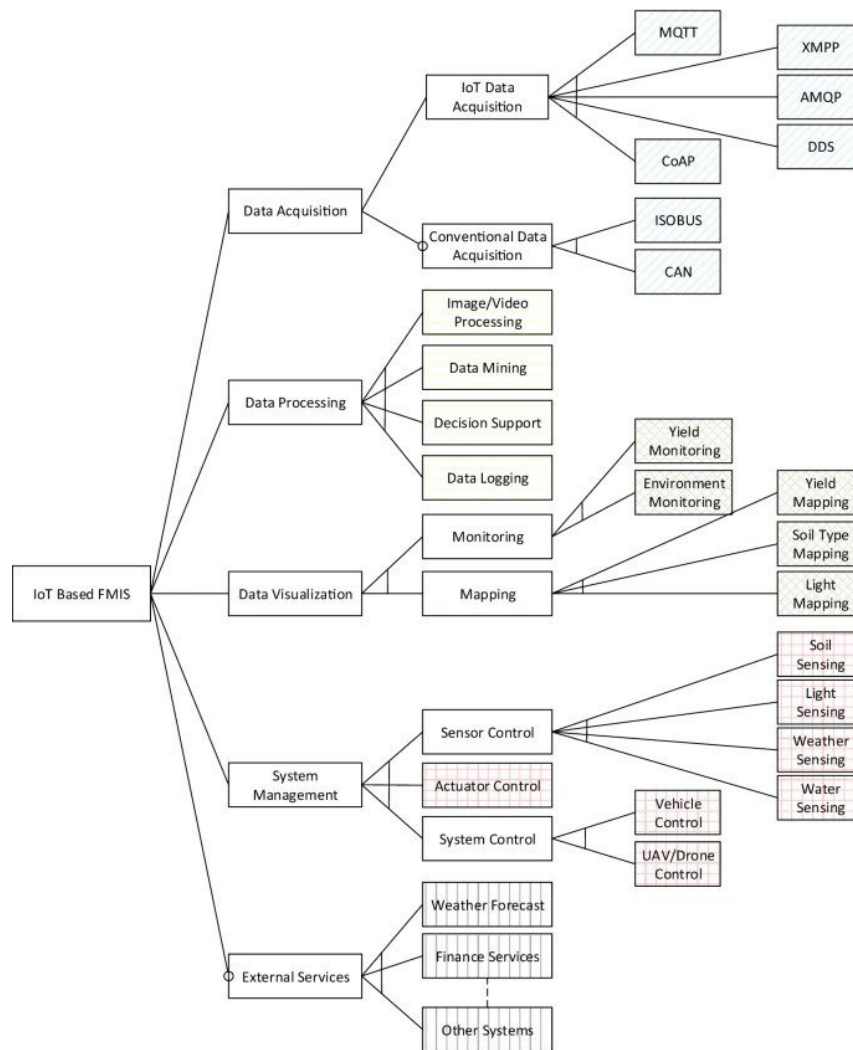 MQTT
XMPP
IoT Data
Acquisition
AMQP
DDS
CoAP
Data Acquisition
ISOBUS
Conventional Data
Acquisition
CAN
Image/Video
Processing
Data Mining
Data Processing
Decision Support
Data Logging
Yield
Monitoring
Environment
Monitoring
Yield
Mapping
Monitoring
Soil Type
Mapping
IoT Based FMIS
Data Visualization
Mapping
Light
Mapping
Soil
Sensing
Light
Sensing
Sensor Control
Weather
Sensing
System
Management
Actuator Control
Water
Sensing
Vehicle
Control
System Control
UAV/Drone
Control
Weather Forecast
Finance Services
External Services
Other Systems